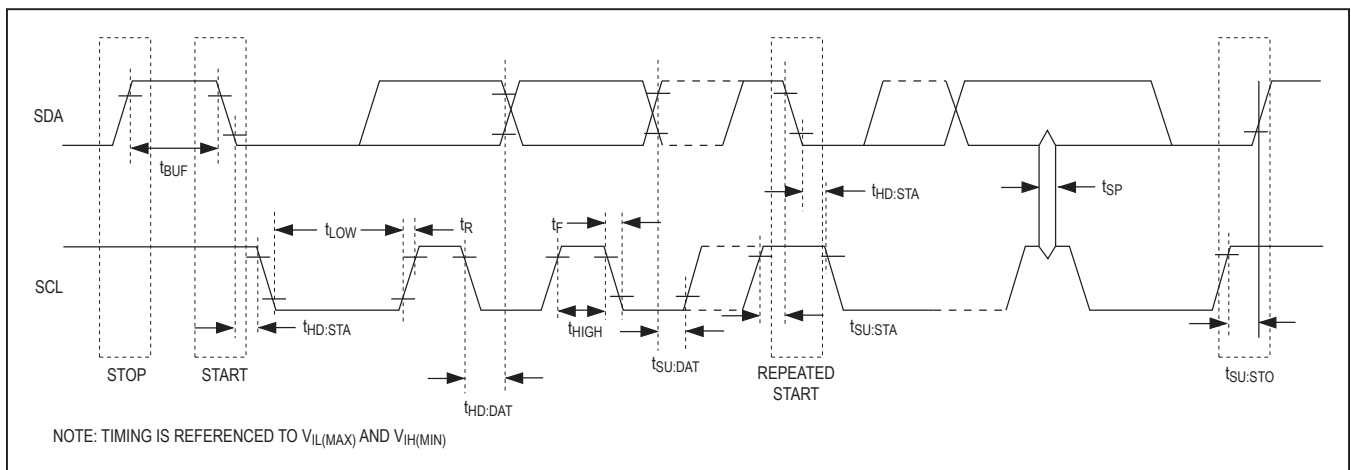 SDA
tBUF
tSP
tHD:STA
tLOW
tR
tF
SCL
tHD:STA
tHIGH
tSU:STA
tSU:DAT
tSU:STO
STOP
START
REPEATED
START
tHD:DAT
NOTE: TIMING IS REFERENCED TO VIL(MAX) AND VIH(MIN)